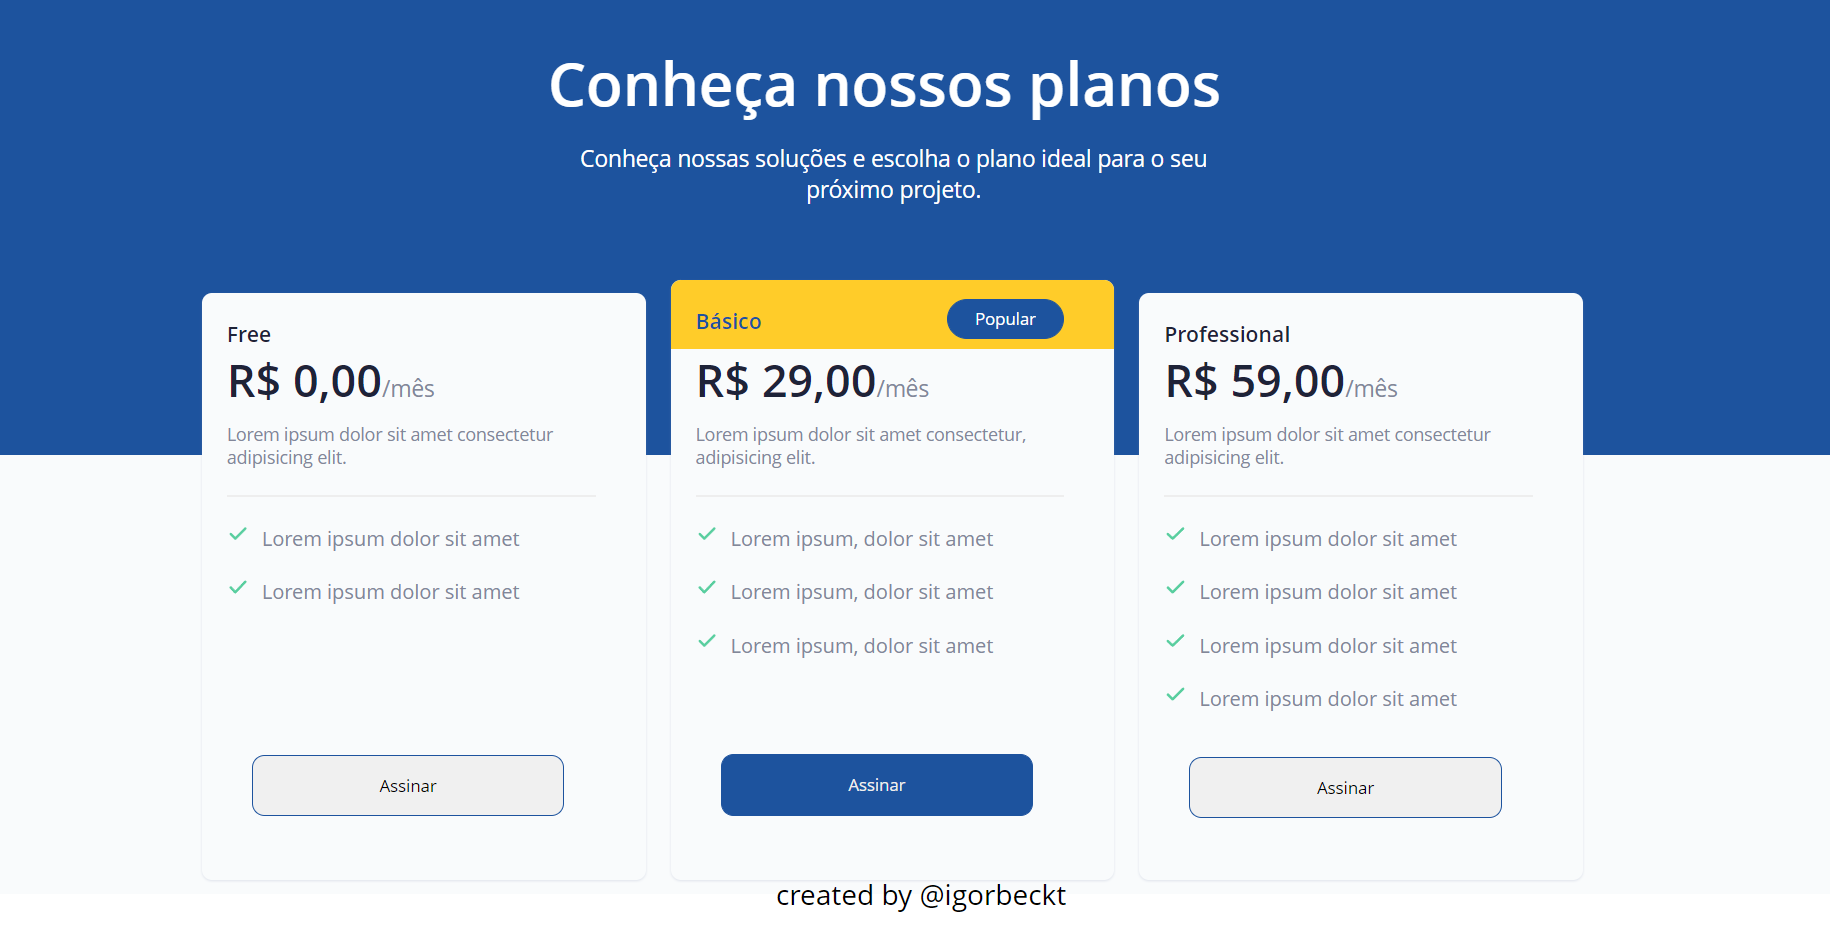 Conheça nossos planos
Conheça nossas soluções e escolha o plano ideal para o seu
próximo projeto.
Free
R$ 0,00/mês
Lorem ipsum dolor sit amet consectetur
adipisicing elit.
Lorem ipsum dolor sit amet
Lorem ipsum dolor sit amet
Assinar
Básico
Popular
R$ 29,00/mês
Lorem ipsum dolor sit amet consectetur,
adipisicing elit.
Lorem ipsum, dolor sit amet
Lorem ipsum, dolor sit amet
Lorem ipsum, dolor sit amet
Assinar
Professional
R$ 59,00/mês
Lorem ipsum dolor sit amet consectetur
adipisicing elit.
Lorem ipsum dolor sit amet
Lorem ipsum dolor sit amet
Lorem ipsum dolor sit amet
Lorem ipsum dolor sit amet
Assinar
created by @igorbeckt